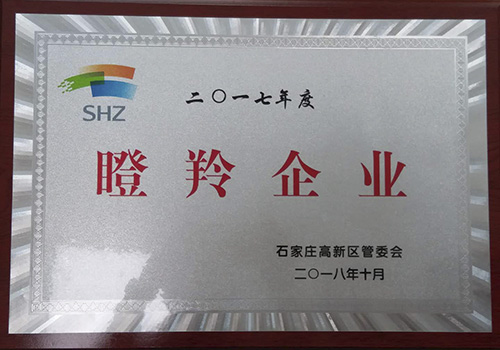 SHZ
二〇一七年度
瞪羚企业
石家庄高新区管委会
二〇一八年十月